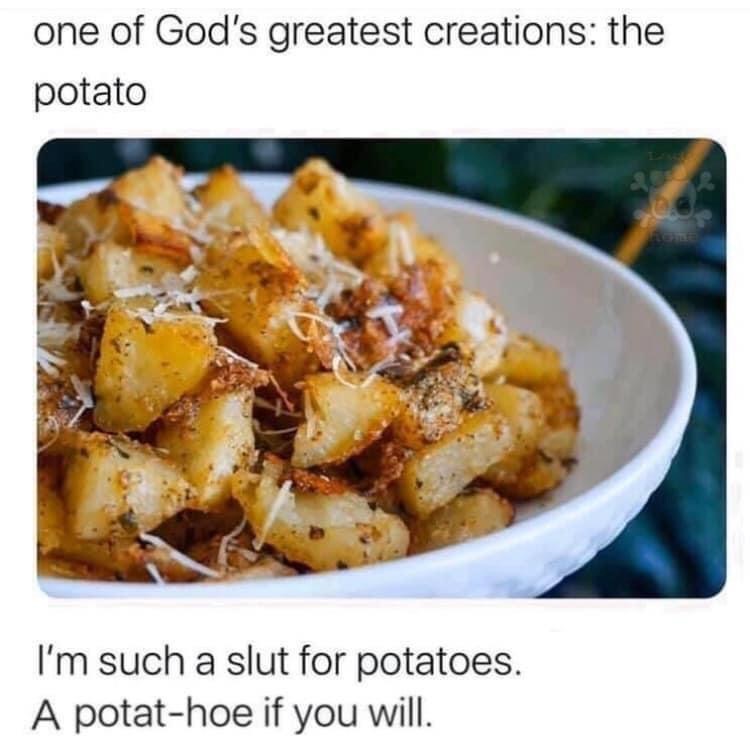 one of God's greatest creations: the
potato
I'm such a slut for potatoes.
A potat-hoe if you will.